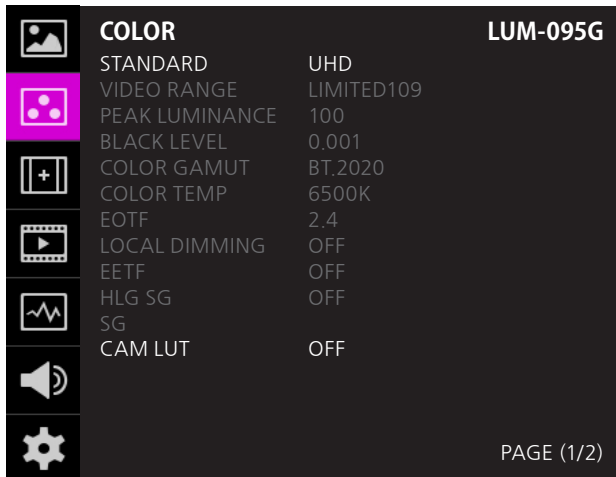 COLOR LUM-095G
STANDARD UHD
VIDEO RANGE LIMITED109
PEAK LUMINANCE 100
BLACK LEVEL 0.001
COLOR GAMUT BT.2020
COLOR TEMP 6500K
EOTF 2.4
LOCAL DIMMING OFF
EETF OFF
HLG SG OFF
SG
CAM LUT OFF
PAGE (1/2)